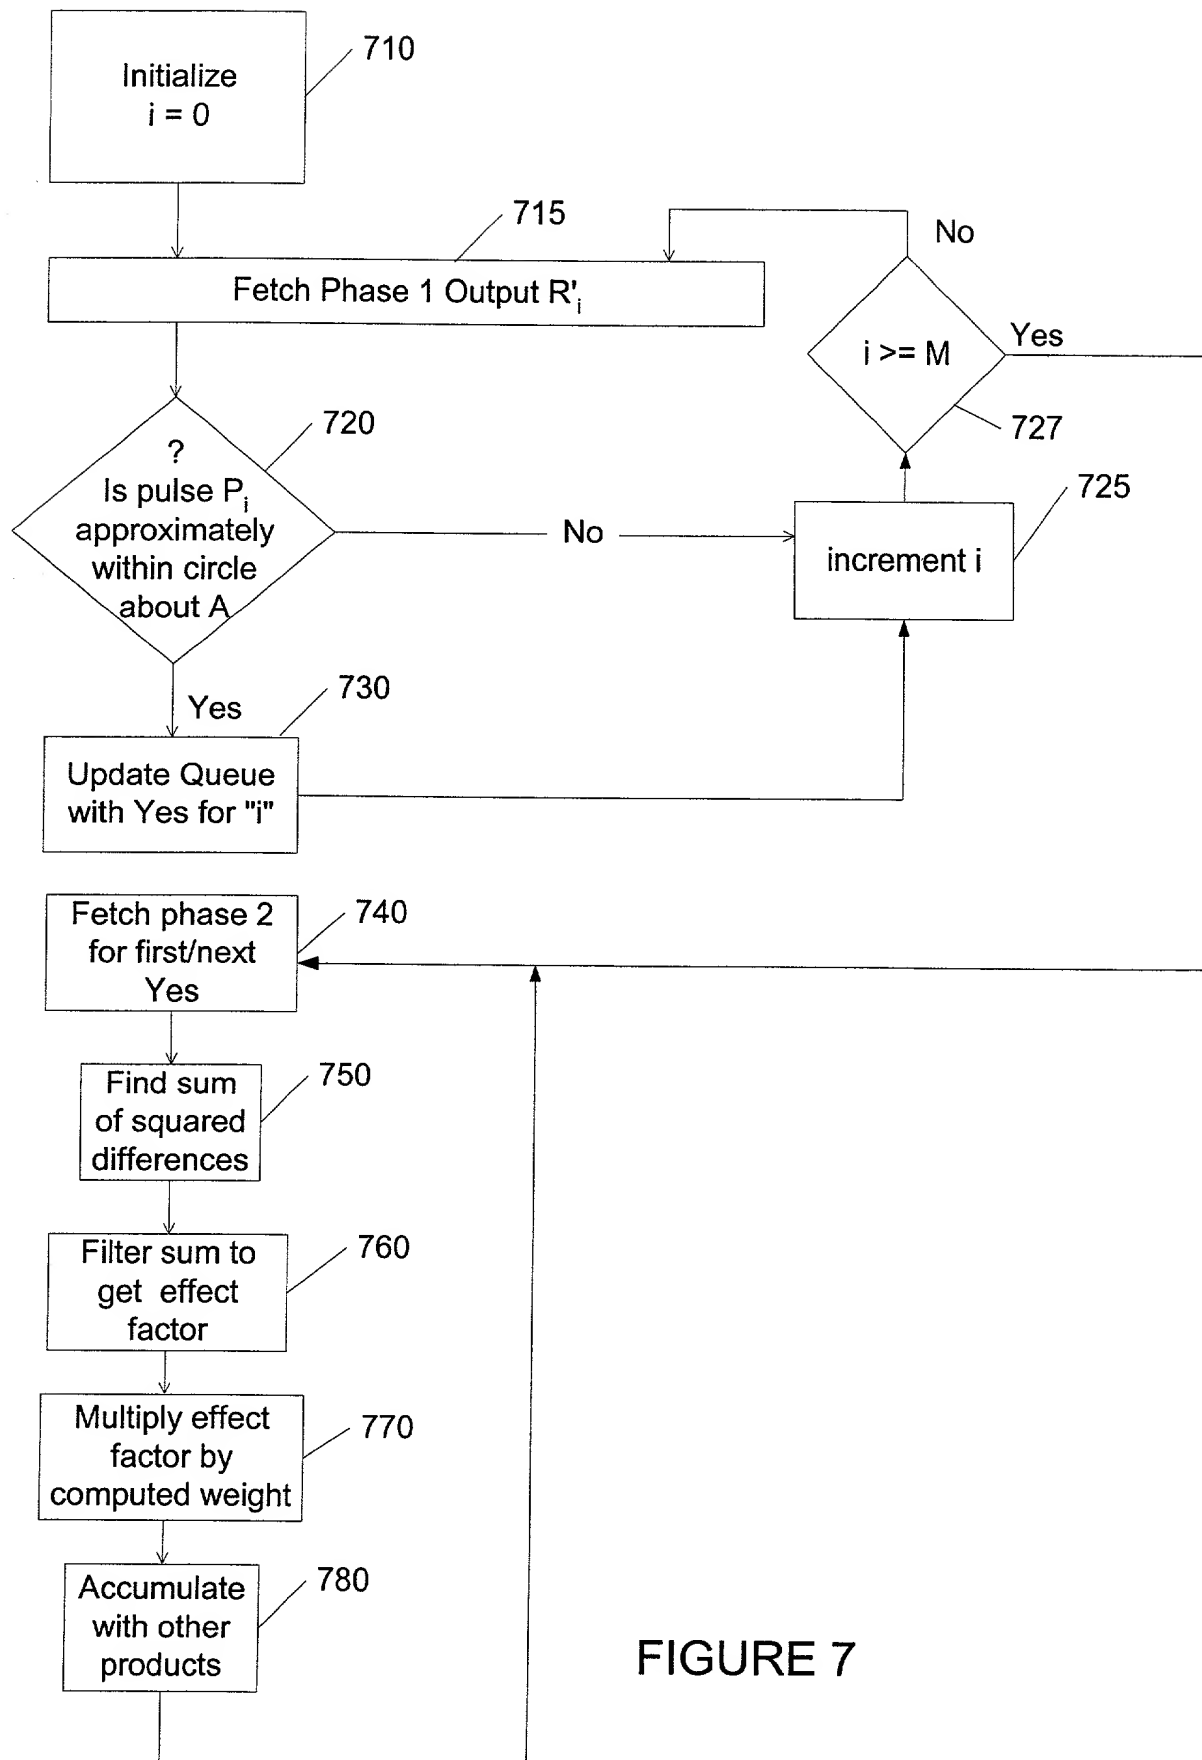 Initialize
i = 0
710
715
Fetch Phase 1 Output R'i
No
i >= M
Yes
727
720
?
Is pulse Pi
approximately
within circle
about A
No
725
increment i
Yes
730
Update Queue
with Yes for "i"
Fetch phase 2
for first/next
Yes
740
Find sum
of squared
differences
750
Filter sum to
get effect
factor
760
Multiply effect
factor by
computed weight
770
Accumulate
with other
products
780
FIGURE 7